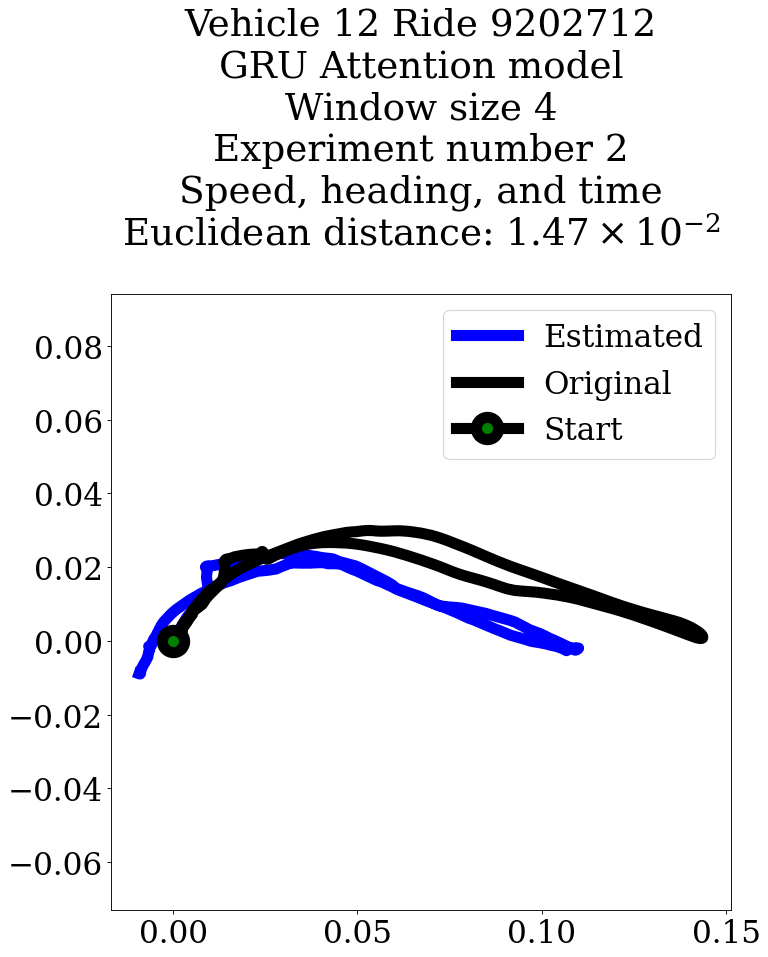 Vehicle 12 Ride 9202712
GRU Attention model
Window size 4
Experiment number 2
Speed, heading, and time
Euclidean distance: 1.47 × 10⁻²
Estimated
Original
Start
0.08
0.06
0.04
0.02
0.00
−0.02
−0.04
−0.06
0.00 0.05 0.10 0.15